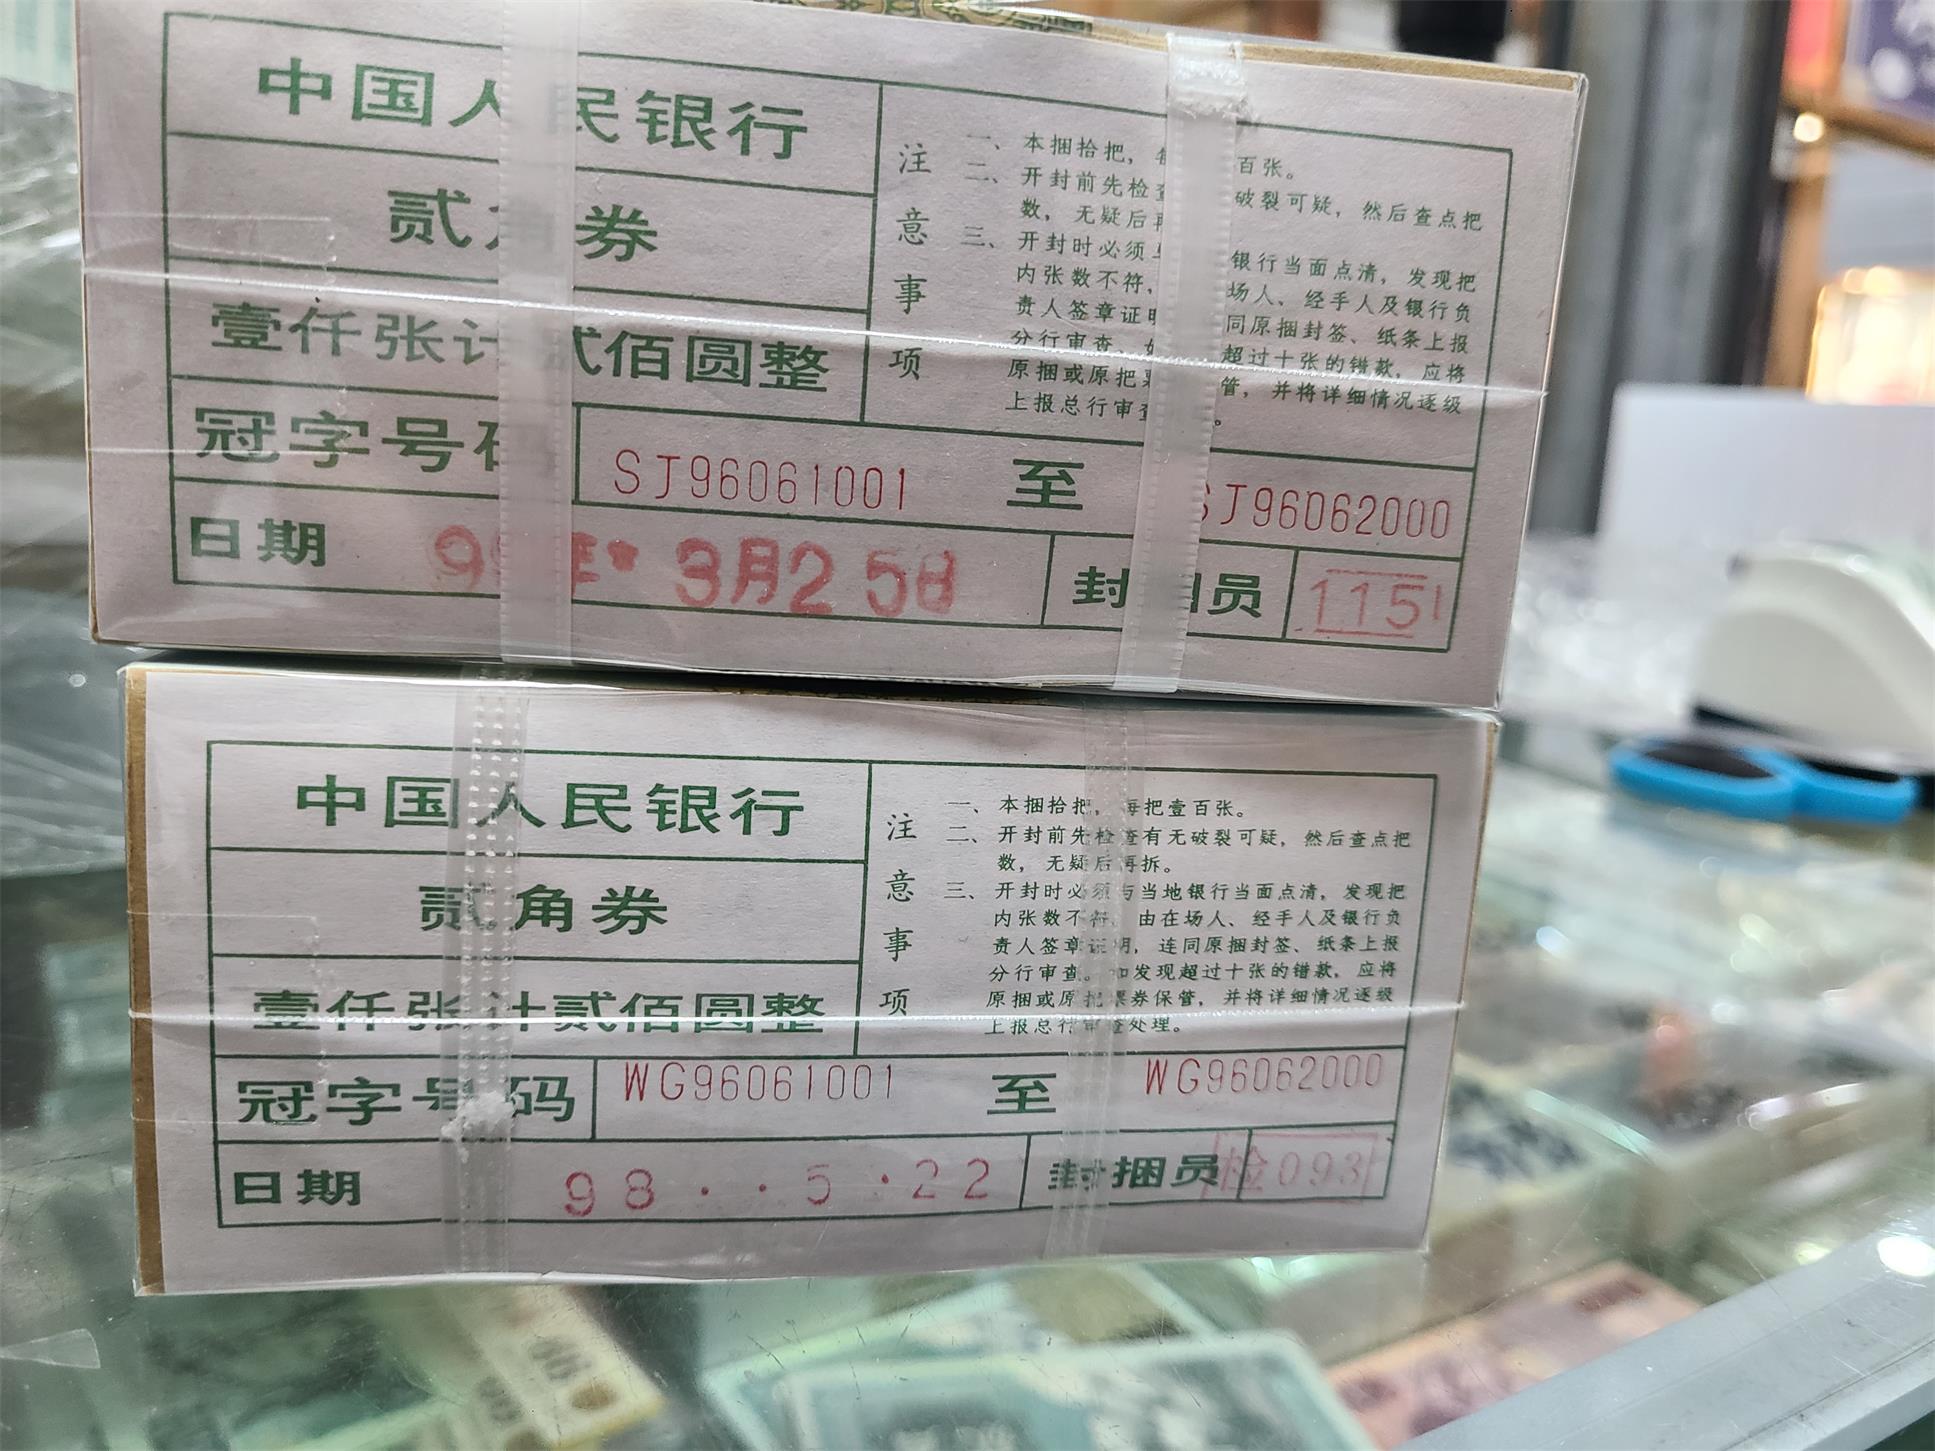 中国人民银行
贰 券
壹仟张计贰佰圆整
冠字号码 SJ96061001 至 SJ96062000
日期 99年 3月25日 封捆员 1151
注意事项
一、本捆拾把, 百张。
二、开封前先检查 破裂可疑, 然后查点把
数, 无疑后再
三、开封时必须 银行当面点清, 发现把
内张数不符, 场人、经手人及银行负
责人签章证明 同原捆封签、纸条上报
分行审查。 超过十张的错款, 应将
原捆或原把票 管, 并将详细情况逐级
上报总行审查 。
中国人民银行
贰角券
壹仟张计贰佰圆整
冠字号码 WG96061001 至 WG96062000
日期 98 . . 5 . 22 封捆员 检093
注意事项
一、本捆拾把, 每把壹百张。
二、开封前先检查有无破裂可疑, 然后查点把
数, 无疑后再拆。
三、开封时必须与当地银行当面点清, 发现把
内张数不符, 由在场人、经手人及银行负
责人签章证明, 连同原捆封签、纸条上报
分行审查。如发现超过十张的错款, 应将
原捆或原把票券保管, 并将详细情况逐级
上报总行审查处理。